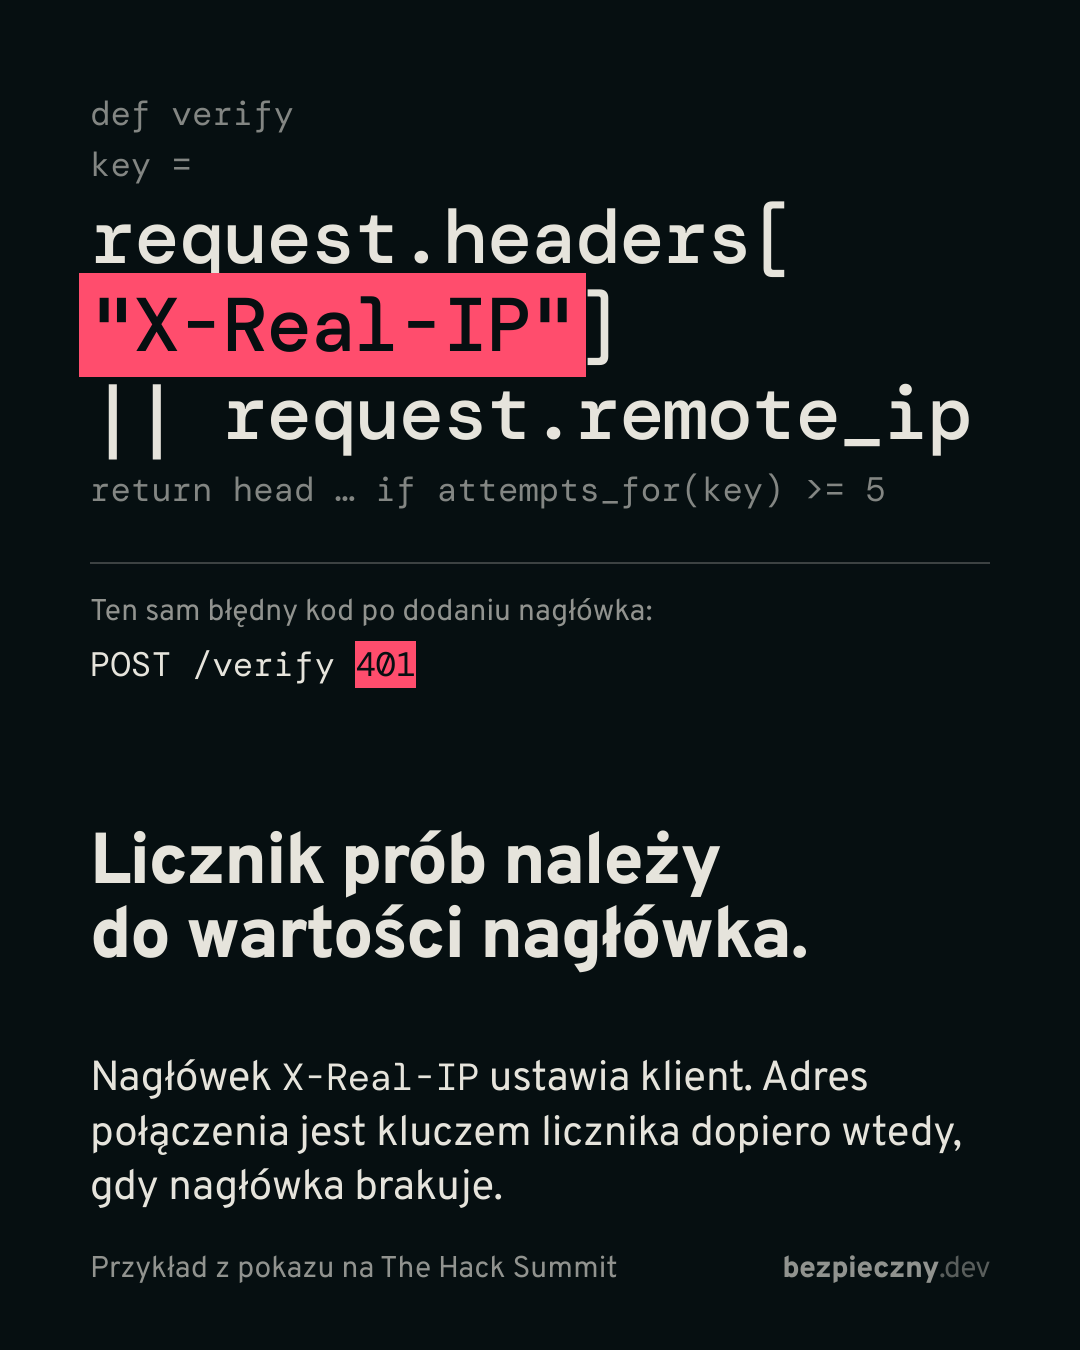 def verify
key =
request.headers[
"X-Real-IP"]
|| request.remote_ip
return head … if attempts_for(key) >= 5
Ten sam błędny kod po dodaniu nagłówka:
POST /verify 401
Licznik prób należy
do wartości nagłówka.
Nagłówek X-Real-IP ustawia klient. Adres
połączenia jest kluczem licznika dopiero wtedy,
gdy nagłówka brakuje.
Przykład z pokazu na The Hack Summit
bezpieczny.dev